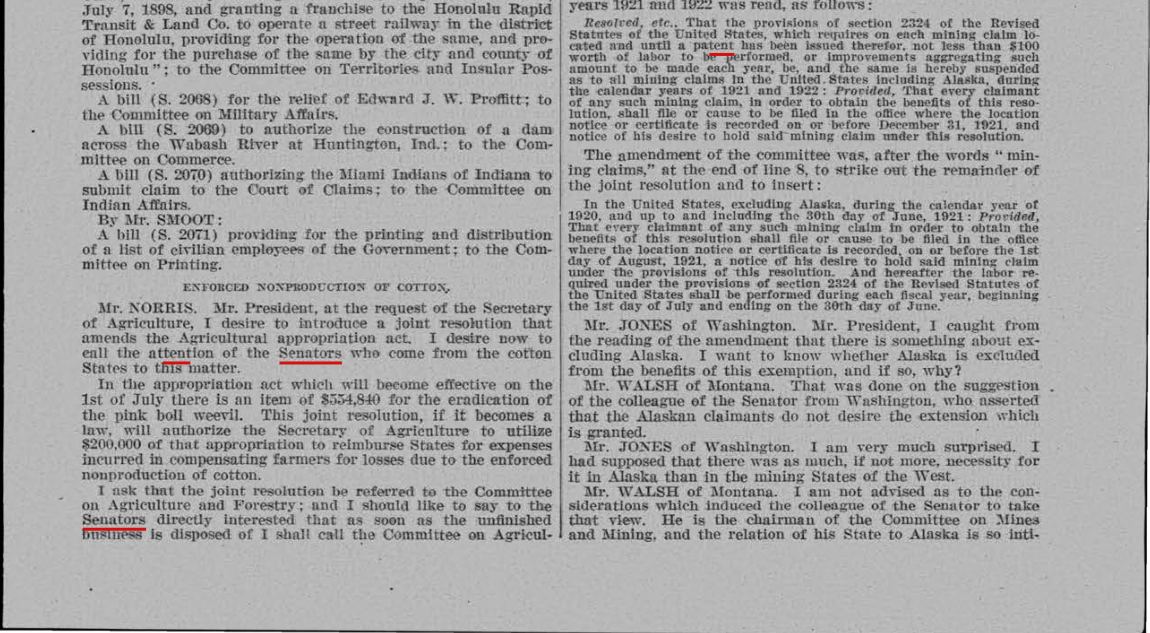 July 7, 1898, and granting a franchise to the Honolulu Rapid
Transit & Land Co. to operate a street railway in the district
of Honolulu, providing for the operation of the same, and pro-
viding for the purchase of the same by the city and county of
Honolulu"; to the Committee on Territories and Insular Pos-
sessions.
A bill (S. 2068) for the relief of Edward J. W. Proffitt; to
the Committee on Military Affairs.
A bill (S. 2069) to authorize the construction of a dam
across the Wabash River at Huntington, Ind.; to the Com-
mittee on Commerce.
A bill (S. 2070) authorizing the Miami Indians of Indiana to
submit claim to the Court of Claims; to the Committee on
Indian Affairs.
By Mr. SMOOT:
A bill (S. 2071) providing for the printing and distribution
of a list of civilian employees of the Government; to the Com-
mittee on Printing.
ENFORCED NONPRODUCTION OF COTTON.
Mr. NORRIS. Mr. President, at the request of the Secretary
of Agriculture, I desire to introduce a joint resolution that
amends the Agricultural appropriation act. I desire now to
call the attention of the Senators who come from the cotton
States to this matter.
In the appropriation act which will become effective on the
1st of July there is an item of $554,840 for the eradication of
the pink boll weevil. This joint resolution, if it becomes a
law, will authorize the Secretary of Agriculture to utilize
$200,000 of that appropriation to reimburse States for expenses
incurred in compensating farmers for losses due to the enforced
nonproduction of cotton.
I ask that the joint resolution be referred to the Committee
on Agriculture and Forestry; and I should like to say to the
Senators directly interested that as soon as the unfinished
business is disposed of I shall call the Committee on Agricul-
years 1921 and 1922 was read, as follows:
Resolved, etc., That the provisions of section 2324 of the Revised
Statutes of the United States, which requires on each mining claim lo-
cated and until a patent has been issued therefor, not less than $100
worth of labor to be performed, or improvements aggregating such
amount to be made each year, be, and the same is hereby suspended
as to all mining claims in the United States including Alaska, during
the calendar years of 1921 and 1922: Provided, That every claimant
of any such mining claim, in order to obtain the benefits of this reso-
lution, shall file or cause to be filed in the office where the location
notice or certificate is recorded on or before December 31, 1921, and
notice of his desire to hold said mining claim under this resolution.
The amendment of the committee was, after the words "min-
ing claims," at the end of line 8, to strike out the remainder of
the joint resolution and to insert:
In the United States, excluding Alaska, during the calendar year of
1920, and up to and including the 30th day of June, 1921: Provided,
That every claimant of any such mining claim in order to obtain the
benefits of this resolution shall file or cause to be filed in the office
where the location notice or certificate is recorded, on or before the 1st
day of August, 1921, a notice of his desire to hold said mining claim
under the provisions of this resolution. And hereafter the labor re-
quired under the provisions of section 2324 of the Revised Statutes of
the United States shall be performed during each fiscal year, beginning
the 1st day of July and ending on the 30th day of June.
Mr. JONES of Washington. Mr. President, I caught from
the reading of the amendment that there is something about ex-
cluding Alaska. I want to know whether Alaska is excluded
from the benefits of this exemption, and if so, why?
Mr. WALSH of Montana. That was done on the suggestion
of the colleague of the Senator from Washington, who asserted
that the Alaskan claimants do not desire the extension which
is granted.
Mr. JONES of Washington. I am very much surprised. I
had supposed that there was as much, if not more, necessity for
it in Alaska than in the mining States of the West.
Mr. WALSH of Montana. I am not advised as to the con-
siderations which induced the colleague of the Senator to take
that view. He is the chairman of the Committee on Mines
and Mining, and the relation of his State to Alaska is so inti-